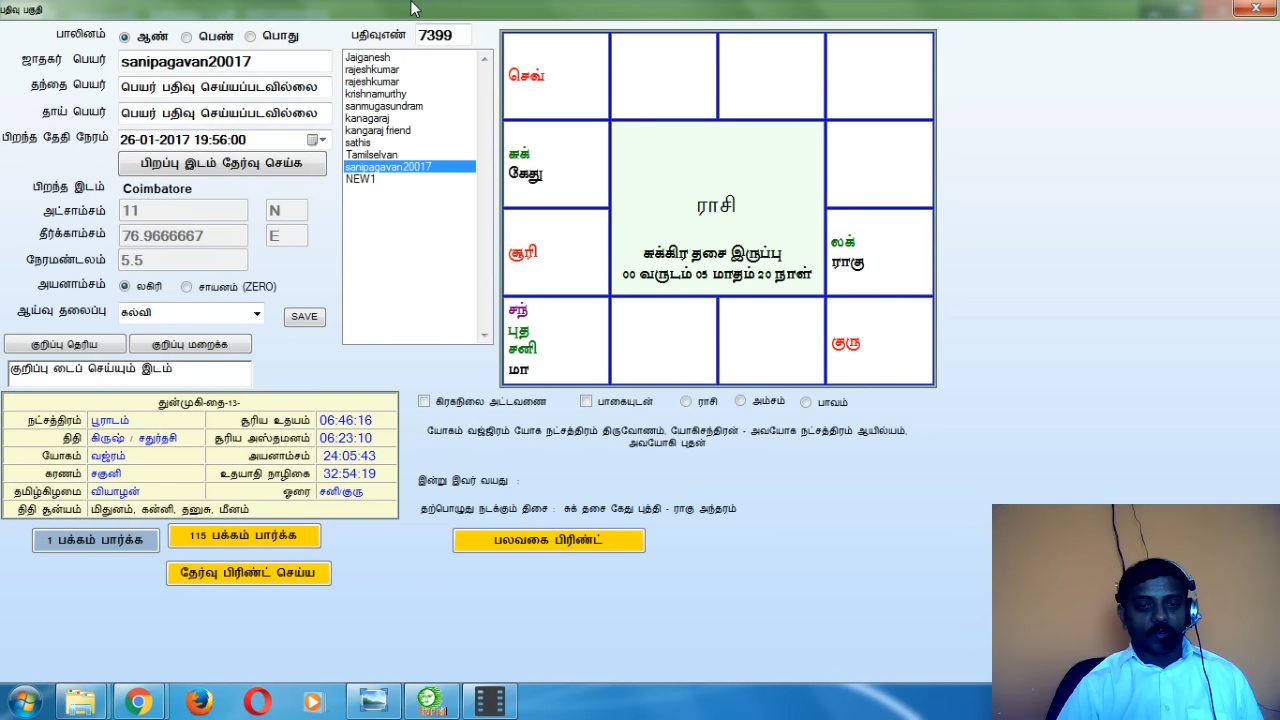 பதிவு பகுதி
பாலினம் ஆண் பெண் பொது
பதிவுஎண் 7399
ஜாதகர் பெயர் sanipagavan20017
தந்தை பெயர் பெயர் பதிவு செய்யப்படவில்லை
தாய் பெயர் பெயர் பதிவு செய்யப்படவில்லை
பிறந்த தேதி நேரம் 26-01-2017 19:56:00
பிறப்பு இடம் தேர்வு செய்க
பிறந்த இடம் Coimbatore
அட்சாம்சம் 11 N
தீர்க்காம்சம் 76.9666667 E
நேரமண்டலம் 5.5
அயனாம்சம் லகிரி சாயனம் (ZERO)
ஆய்வு தலைப்பு கல்வி SAVE
குறிப்பு தெரிய குறிப்பு மறைக்க
குறிப்பு டைப் செய்யும் இடம்
Jaiganesh
rajeshkumar
rajeshkumar
krishnamurthy
sanmugasundram
kanagaraj
kangaraj friend
sathis
Tamilselvan
sanipagavan20017
NEW1
செவ்
சுக்
கேது
சூரி
ராசி
சுக்கிர தசை இருப்பு
00 வருடம் 05 மாதம் 20 நாள்
லக்
ராகு
சந்
புத
சனி
மா
குரு
துன்முகி-தை-13-
நட்சத்திரம் பூராடம் சூரிய உதயம் 06:46:16
திதி கிருஷ் / சதுர்தசி சூரிய அஸ்தமனம் 06:23:10
யோகம் வஜ்ரம் அயனாம்சம் 24:05:43
கரணம் சகுனி உதயாதி நாழிகை 32:54:19
தமிழ்கிழமை வியாழன் ஓரை சனி/குரு
திதி சூன்யம் மிதுனம், கன்னி, தனுசு, மீனம்
கிரகநிலை அட்டவணை பாகையுடன் ராசி அம்சம் பாவம்
யோகம் வஜ்ஜிரம் யோக நட்சத்திரம் திருவோணம், யோகிசந்திரன் - அவயோக நட்சத்திரம் ஆயில்யம்,
அவயோகி புதன்
இன்று இவர் வயது :
தற்பொழுது நடக்கும் திசை : சுக் தசை கேது புத்தி - ராகு அந்தரம்
1 பக்கம் பார்க்க 115 பக்கம் பார்க்க பலவகை பிரிண்ட்
தேர்வு பிரிண்ட் செய்ய